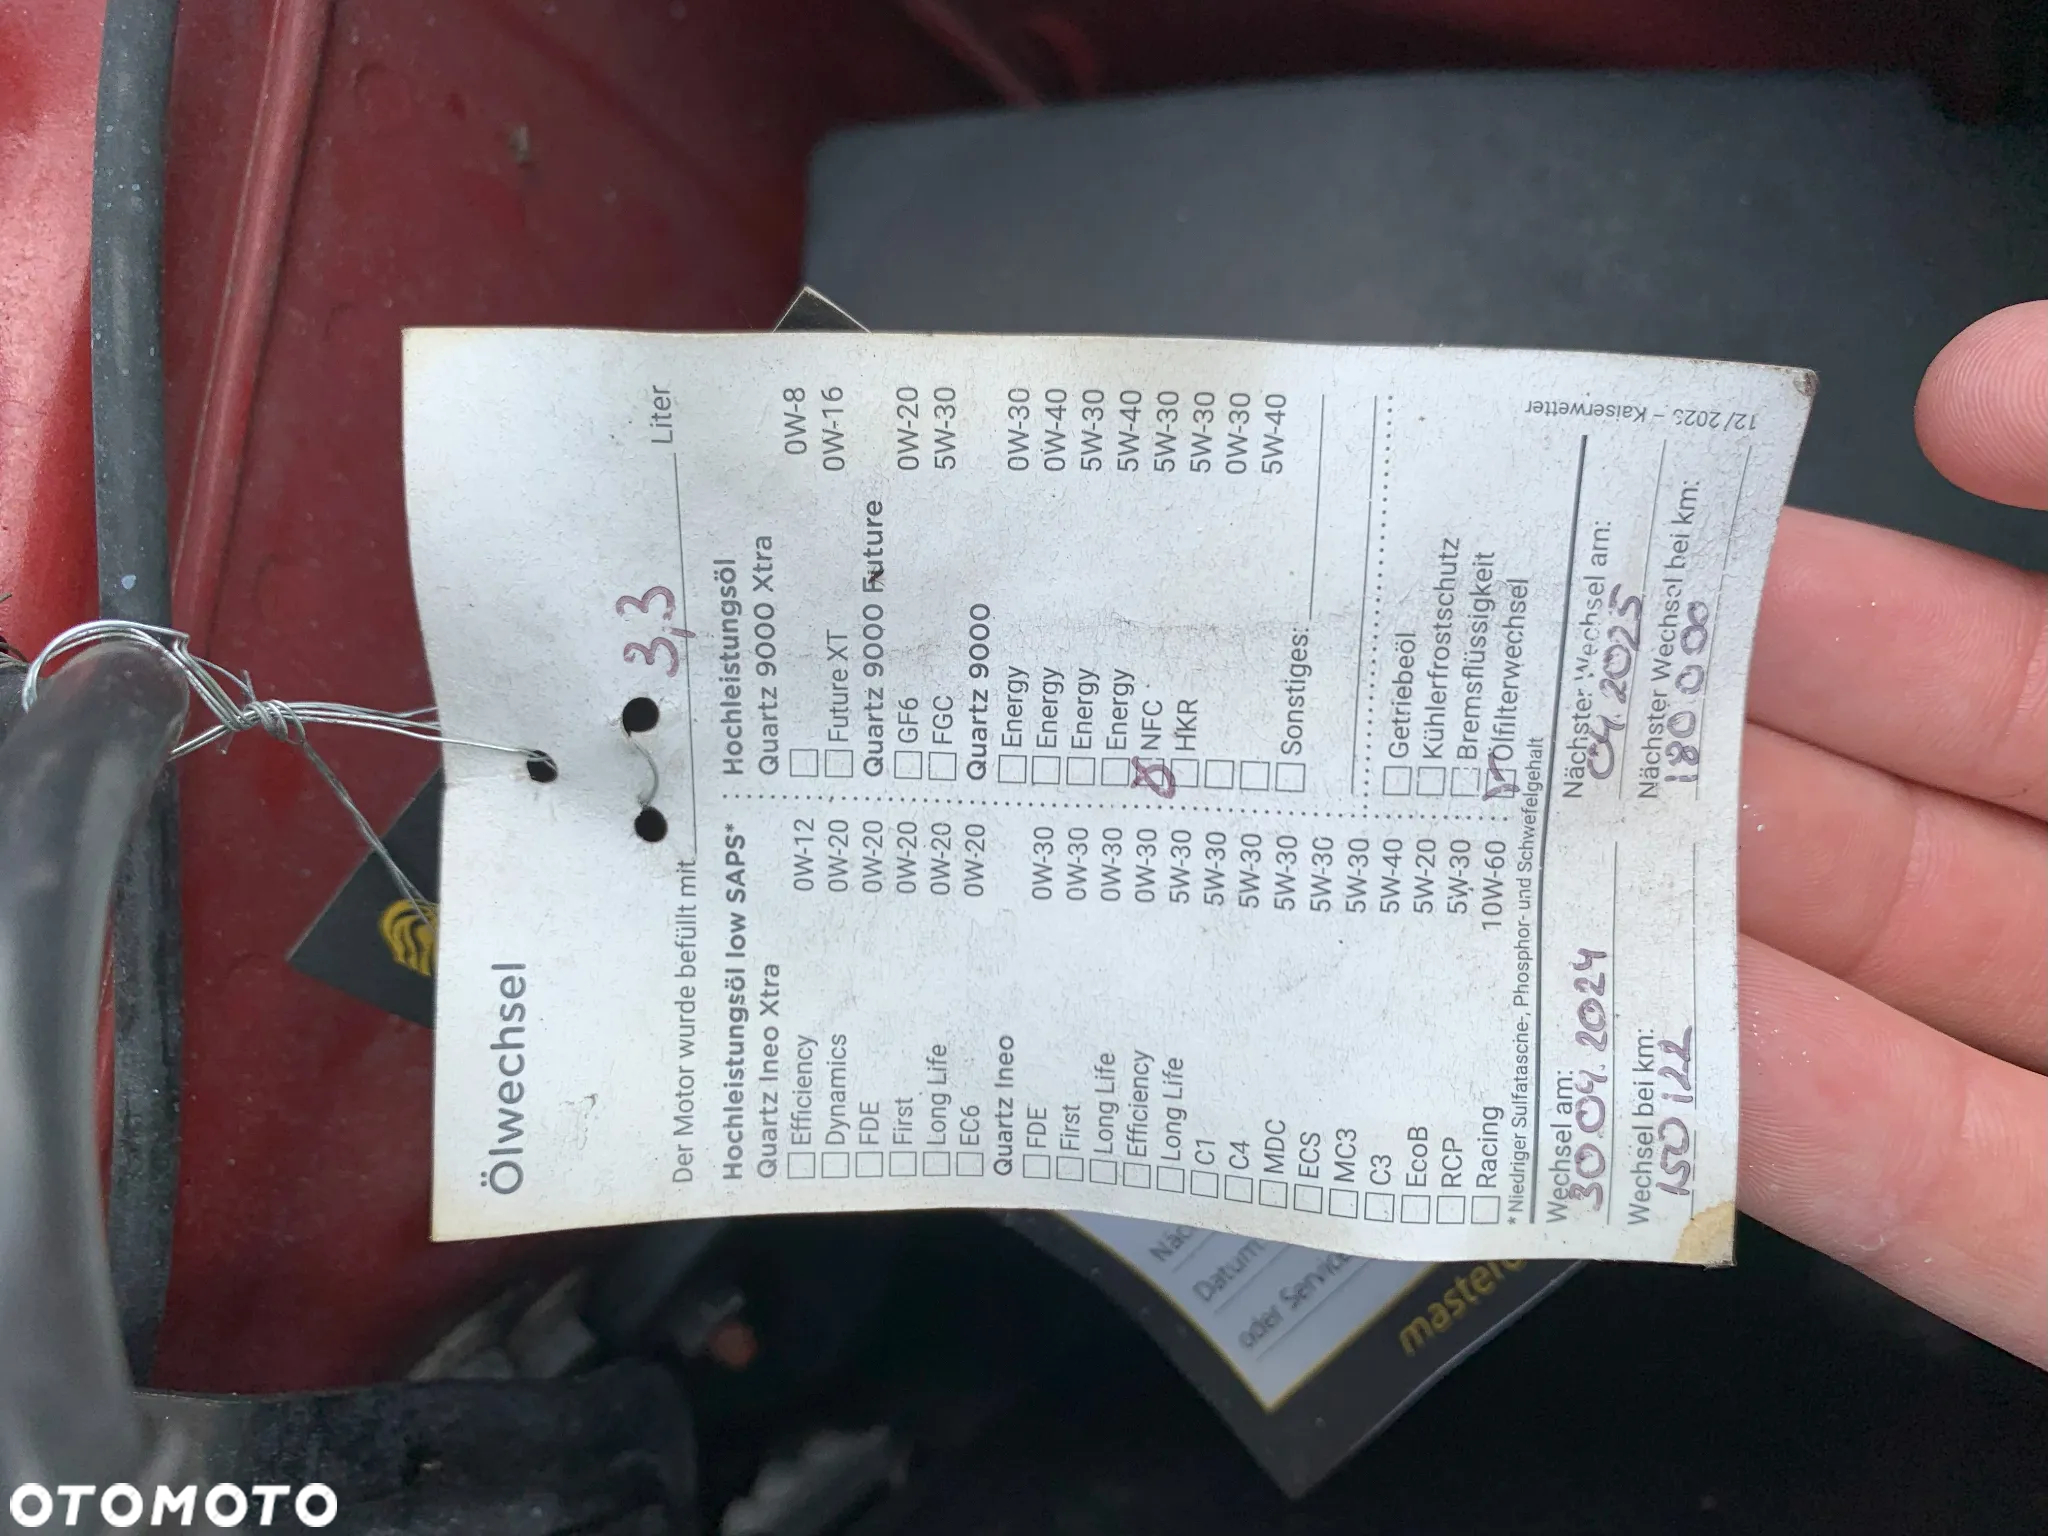 Ölwechsel
Der Motor wurde befüllt mit 3,3 Liter
Hochleistungsöl low SAPS*
Quartz Ineo Xtra
Efficiency 0W-12
Dynamics 0W-20
FDE 0W-20
First 0W-20
Long Life 0W-20
EC6 0W-20
Quartz Ineo
FDE 0W-30
First 0W-30
Long Life 0W-30
Efficiency 0W-30
Long Life 5W-30
C1 5W-30
C4 5W-30
MDC 5W-30
ECS 5W-30
MC3 5W-30
C3 5W-40
EcoB 5W-20
RCP 5W-30
Racing 10W-60
Hochleistungsöl
Quartz 9000 Xtra
0W-8
Future XT 0W-16
Quartz 9000 Future
GF6 0W-20
FGC 5W-30
Quartz 9000
Energy 0W-30
Energy 0W-40
Energy 5W-30
Energy 5W-40
NFC 5W-30
HKR 5W-30
0W-30
5W-40
Sonstiges:
Getriebeöl
Kühlerfrostschutz
Bremsflüssigkeit
Ölfilterwechsel
*Niedriger Sulfatasche-, Phosphor- und Schwefelgehalt
Wechsel am:
30 04. 2024
Nächster Wechsel am:
04. 2025
Wechsel bei km:
150 122
Nächster Wechsel bei km:
180 000
12/2023 – Kaiserwetter
Datum
oder Service
OTOMOTO